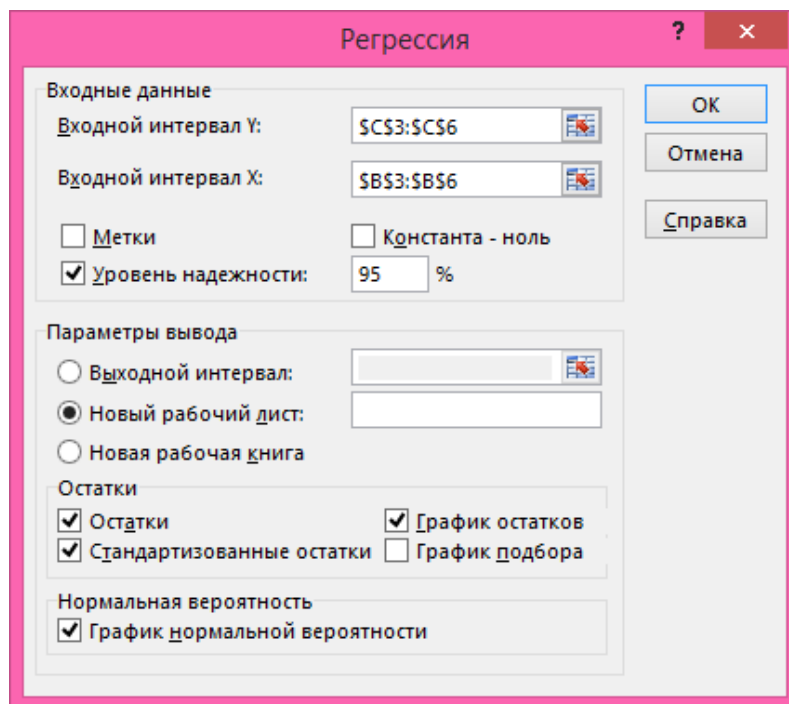 Регрессия
?
×
Входные данные
Входной интервал Y:
$C$3:$C$6
Входной интервал X:
$B$3:$B$6
Метки
Константа - ноль
Уровень надежности:
95
%
ОК
Отмена
Справка
Параметры вывода
Выходной интервал:
Новый рабочий лист:
Новая рабочая книга
Остатки
Остатки
График остатков
Стандартизованные остатки
График подбора
Нормальная вероятность
График нормальной вероятности